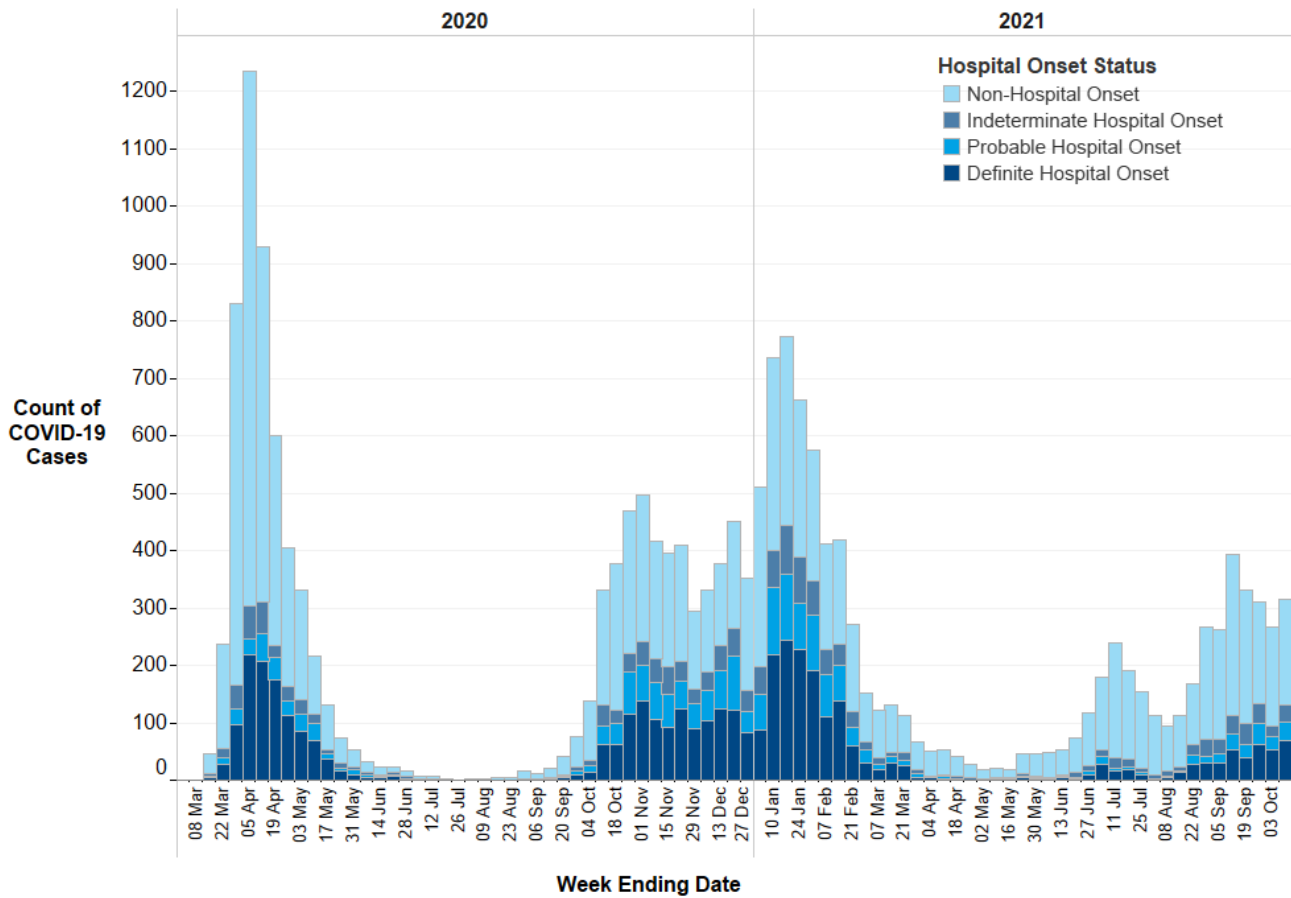 2020
2021
Hospital Onset Status
Non-Hospital Onset
Indeterminate Hospital Onset
Probable Hospital Onset
Definite Hospital Onset
1200
1100
1000
900
800
700
600
500
400
300
200
100
0
Count of
COVID-19
Cases
08 Mar
22 Mar
05 Apr
19 Apr
03 May
17 May
31 May
14 Jun
28 Jun
12 Jul
26 Jul
09 Aug
23 Aug
06 Sep
20 Sep
04 Oct
18 Oct
01 Nov
15 Nov
29 Nov
13 Dec
27 Dec
10 Jan
24 Jan
07 Feb
21 Feb
07 Mar
21 Mar
04 Apr
18 Apr
02 May
16 May
30 May
13 Jun
27 Jun
11 Jul
25 Jul
08 Aug
22 Aug
05 Sep
19 Sep
03 Oct
Week Ending Date